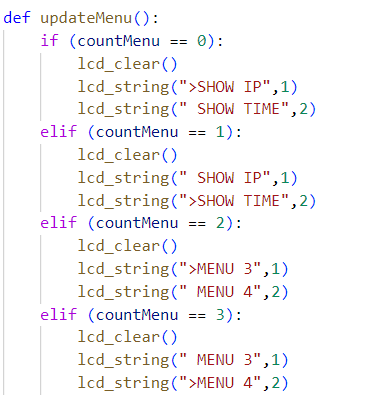 def updateMenu():
    if (countMenu == 0):
        lcd_clear()
        lcd_string(">SHOW IP",1)
        lcd_string(" SHOW TIME",2)
    elif (countMenu == 1):
        lcd_clear()
        lcd_string(" SHOW IP",1)
        lcd_string(">SHOW TIME",2)
    elif (countMenu == 2):
        lcd_clear()
        lcd_string(">MENU 3",1)
        lcd_string(" MENU 4",2)
    elif (countMenu == 3):
        lcd_clear()
        lcd_string(" MENU 3",1)
        lcd_string(">MENU 4",2)